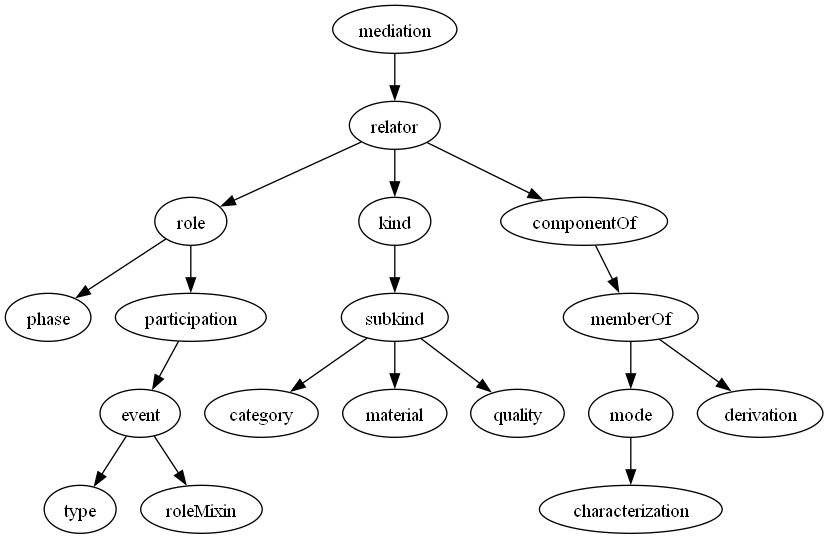 mediation
relator
role
kind
componentOf
phase
participation
subkind
memberOf
event
category
material
quality
mode
derivation
type
roleMixin
characterization